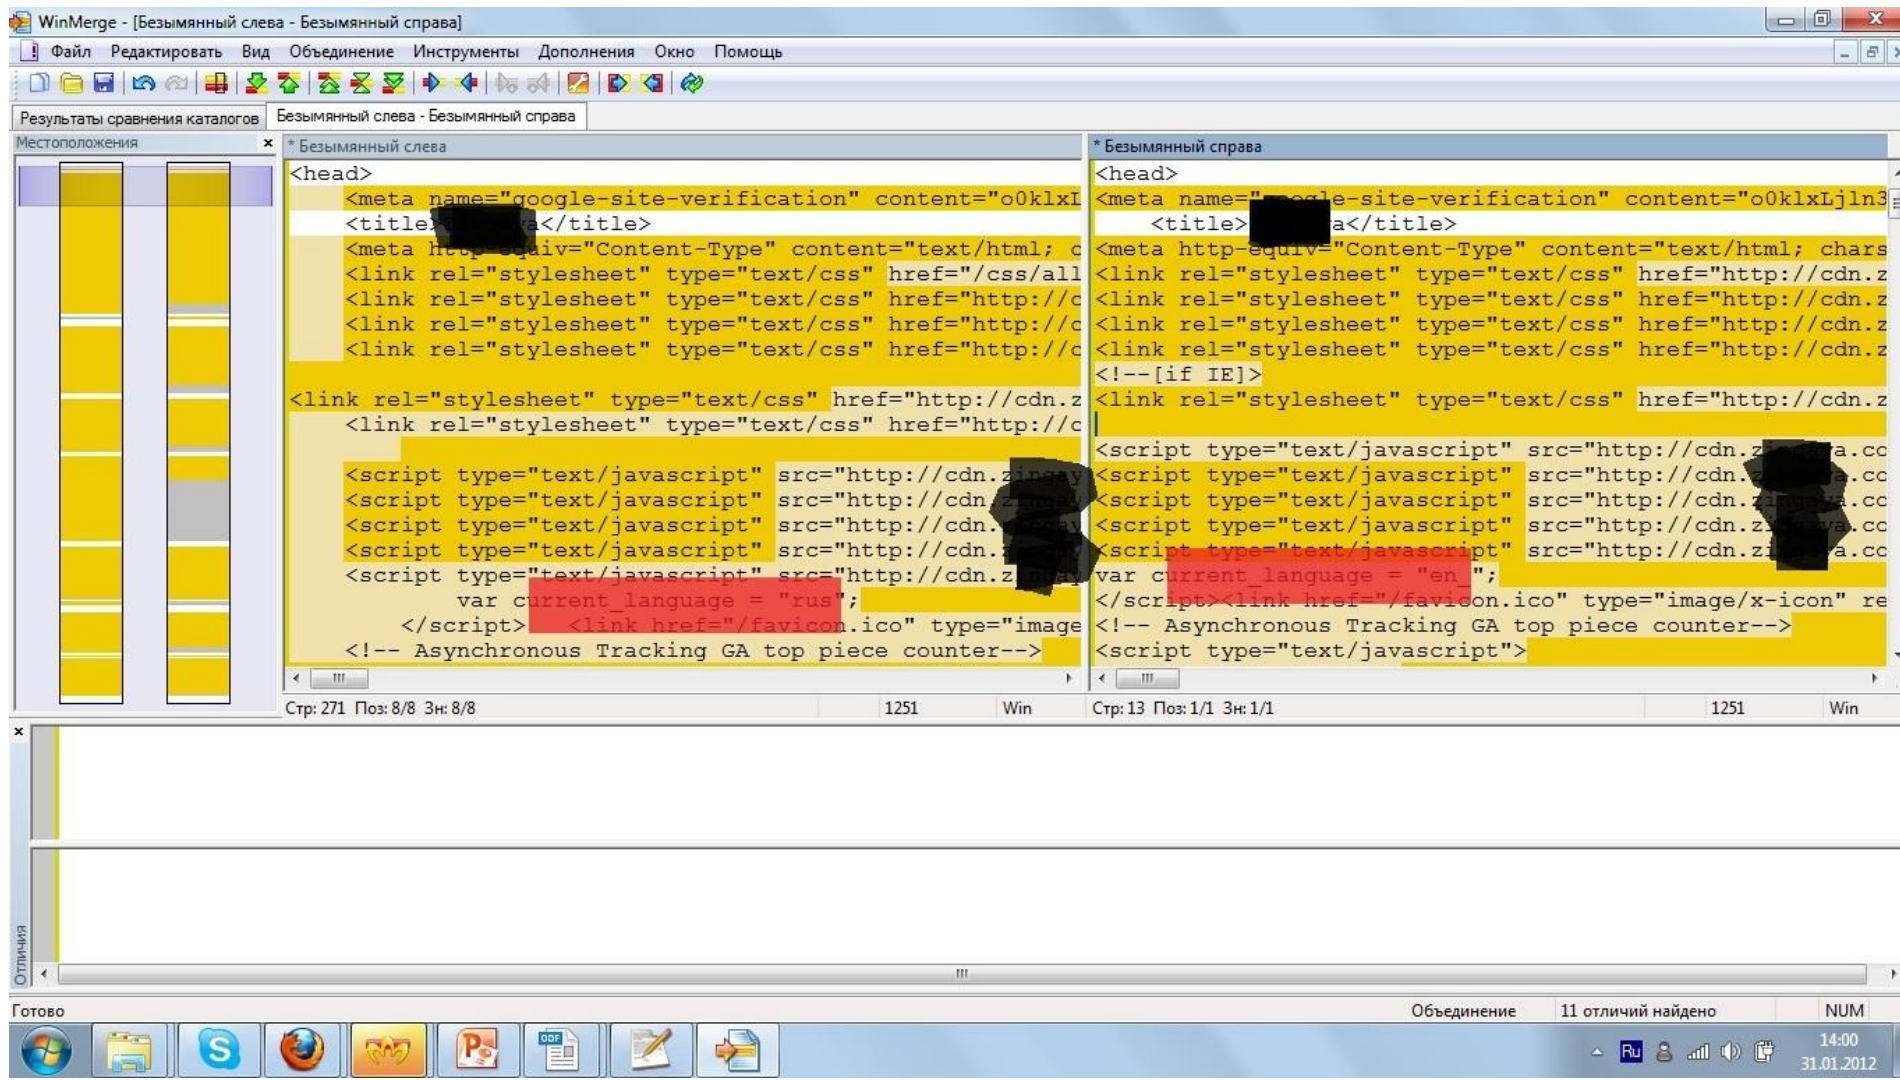 WinMerge - [Безымянный слева - Безымянный справа]
Файл Редактировать Вид Объединение Инструменты Дополнения Окно Помощь
Результаты сравнения каталогов Безымянный слева - Безымянный справа
Местоположения
* Безымянный слева
<head>
<meta name="google-site-verification" content="o0klxI
<title> </title>
<meta http-equiv="Content-Type" content="text/html; c
<link rel="stylesheet" type="text/css" href="/css/all
<link rel="stylesheet" type="text/css" href="http://c
<link rel="stylesheet" type="text/css" href="http://c
<link rel="stylesheet" type="text/css" href="http://c
<link rel="stylesheet" type="text/css" href="http://cdn.z
<link rel="stylesheet" type="text/css" href="http://c
<script type="text/javascript" src="http://cdn.
<script type="text/javascript" src="http://cdn.
<script type="text/javascript" src="http://cdn.
<script type="text/javascript" src="http://cdn.
<script type="text/javascript" src="http://cdn.z
var current_language = "rus";
</script> <link href="/favicon.ico" type="image
<!-- Asynchronous Tracking GA top piece counter-->
Стр: 271 Поз: 8/8 Зн: 8/8 1251 Win
* Безымянный справа
<head>
<meta name="google-site-verification" content="o0klxLjln3
<title> a</title>
<meta http-equiv="Content-Type" content="text/html; chars
<link rel="stylesheet" type="text/css" href="http://cdn.z
<link rel="stylesheet" type="text/css" href="http://cdn.z
<link rel="stylesheet" type="text/css" href="http://cdn.z
<link rel="stylesheet" type="text/css" href="http://cdn.z
<!--[if IE]>
<link rel="stylesheet" type="text/css" href="http://cdn.z
<script type="text/javascript" src="http://cdn.z
<script type="text/javascript" src="http://cdn.
<script type="text/javascript" src="http://cdn.
<script type="text/javascript" src="http://cdn.
<script type="text/javascript" src="http://cdn.
var current_language = "en_";
</script><link href="/favicon.ico" type="image/x-icon" re
<!-- Asynchronous Tracking GA top piece counter-->
<script type="text/javascript">
Стр: 13 Поз: 1/1 Зн: 1/1 1251 Win
Отличия
Готово Объединение 11 отличий найдено NUM
ODF
Ru
14:00
31.01.2012